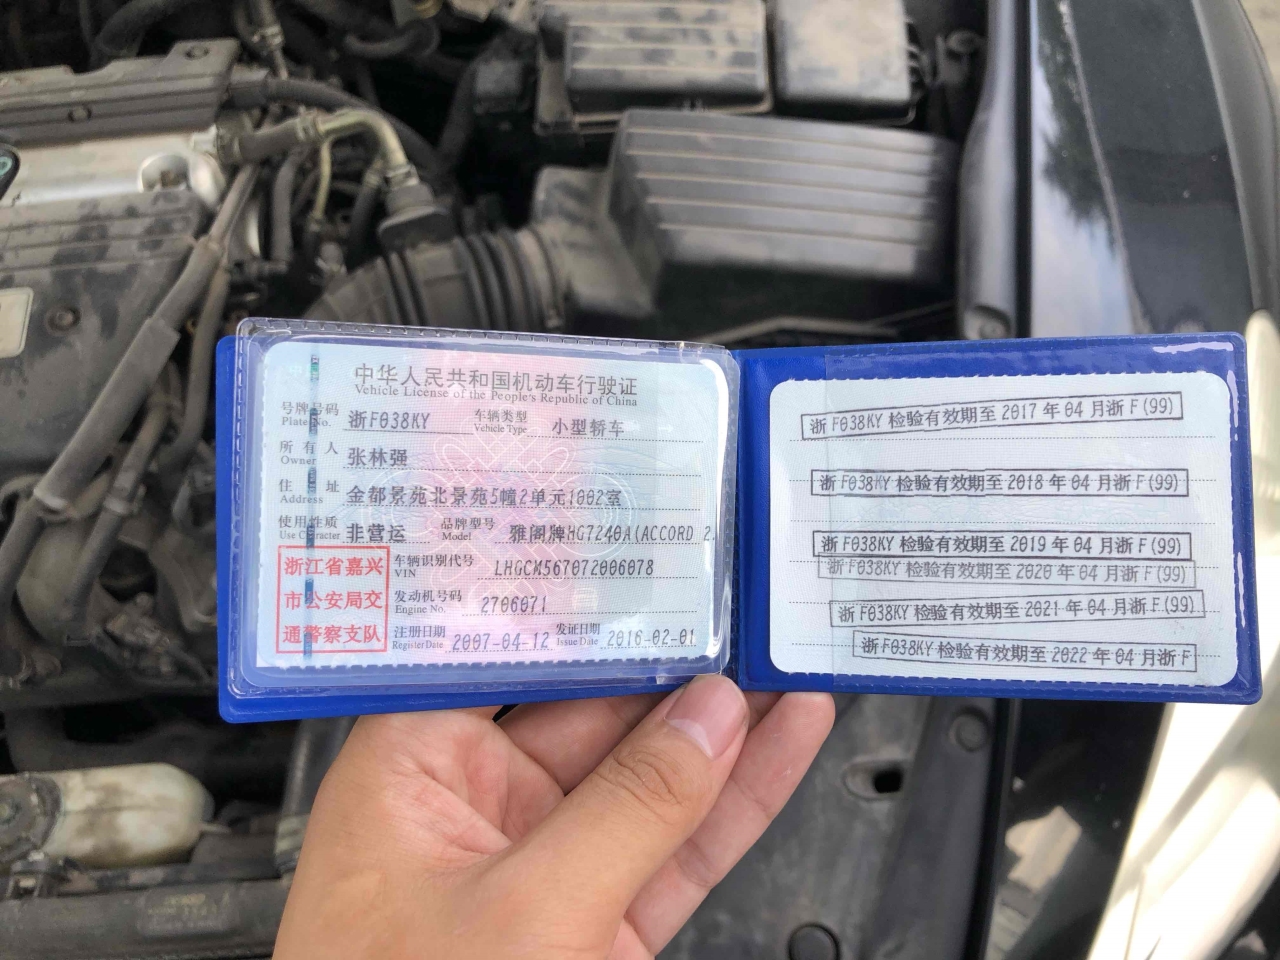 中华人民共和国机动车行驶证
Vehicle License of the People's Republic of China
号牌号码 Plate No. 浙F038KY 车辆类型 Vehicle Type 小型轿车
所有人 Owner 张林强
住址 Address 金都景苑北景苑5幢2单元1002室
使用性质 Use Character 非营运 品牌型号 Model 雅阁牌HG7240A(ACCORD 2.
浙江省嘉兴
市公安局交
通警察支队
车辆识别代号 VIN LHGCM567072006078
发动机号码 Engine No. 2706071
注册日期 Register Date 2007-04-12 发证日期 Issue Date 2016-02-01
浙F038KY 检验有效期至 2017 年 04 月浙 F(99)
浙F038KY 检验有效期至 2018 年 04 月浙 F(99)
浙F038KY 检验有效期至 2019 年 04 月浙 F(99)
浙F038KY 检验有效期至 2020 年 04 月浙 F(99)
浙F038KY 检验有效期至 2021 年 04 月浙 F(99)
浙F038KY 检验有效期至 2022 年 04 月浙 F